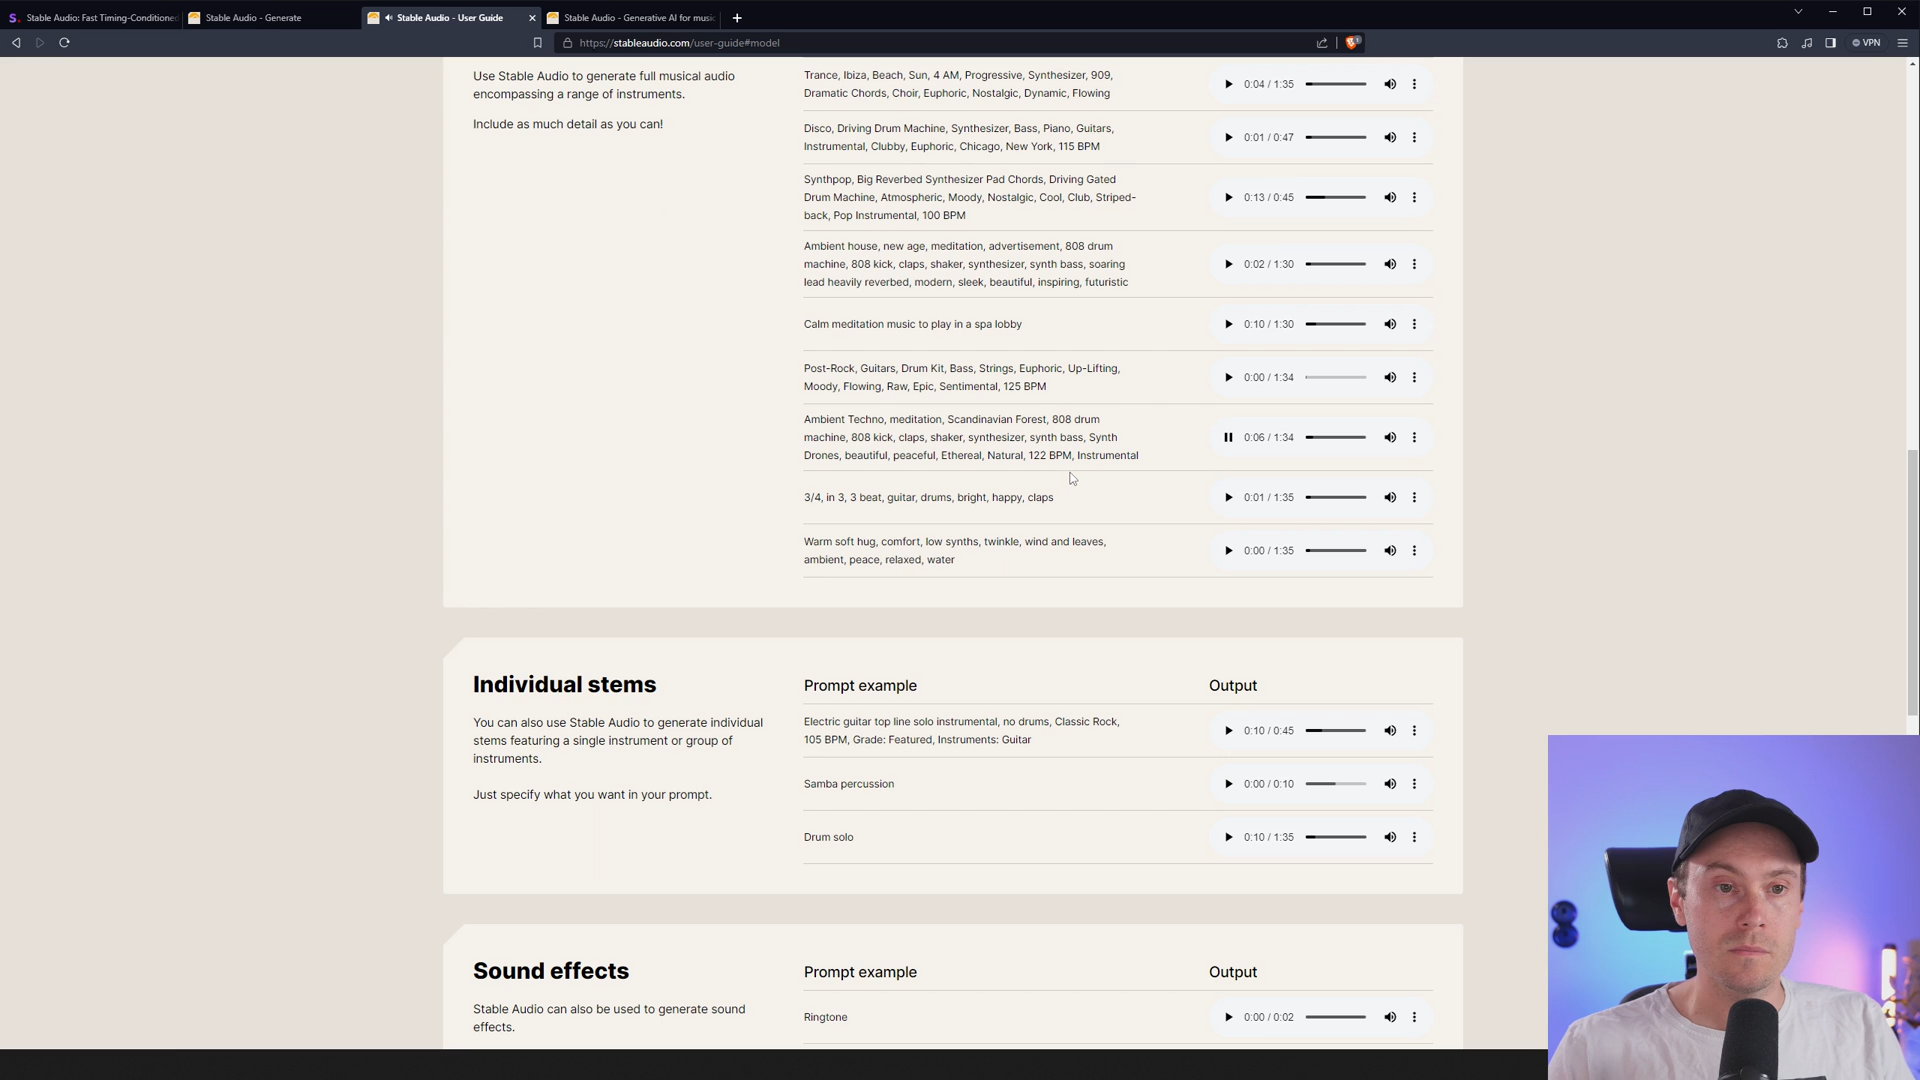 Stable Audio: Fast Timing-Conditioned
Stable Audio - Generate
Stable Audio - User Guide
Stable Audio - Generative AI for music
https://stableaudio.com/user-guide#model
VPN
Use Stable Audio to generate full musical audio
encompassing a range of instruments.
Include as much detail as you can!
Trance, Ibiza, Beach, Sun, 4 AM, Progressive, Synthesizer, 909,
Dramatic Chords, Choir, Euphoric, Nostalgic, Dynamic, Flowing
0:04 / 1:35
Disco, Driving Drum Machine, Synthesizer, Bass, Piano, Guitars,
Instrumental, Clubby, Euphoric, Chicago, New York, 115 BPM
0:01 / 0:47
Synthpop, Big Reverbed Synthesizer Pad Chords, Driving Gated
Drum Machine, Atmospheric, Moody, Nostalgic, Cool, Club, Striped-
back, Pop Instrumental, 100 BPM
0:13 / 0:45
Ambient house, new age, meditation, advertisement, 808 drum
machine, 808 kick, claps, shaker, synthesizer, synth bass, soaring
lead heavily reverbed, modern, sleek, beautiful, inspiring, futuristic
0:02 / 1:30
Calm meditation music to play in a spa lobby
0:10 / 1:30
Post-Rock, Guitars, Drum Kit, Bass, Strings, Euphoric, Up-Lifting,
Moody, Flowing, Raw, Epic, Sentimental, 125 BPM
0:00 / 1:34
Ambient Techno, meditation, Scandinavian Forest, 808 drum
machine, 808 kick, claps, shaker, synthesizer, synth bass, Synth
Drones, beautiful, peaceful, Ethereal, Natural, 122 BPM, Instrumental
0:06 / 1:34
3/4, in 3, 3 beat, guitar, drums, bright, happy, claps
0:01 / 1:35
Warm soft hug, comfort, low synths, twinkle, wind and leaves,
ambient, peace, relaxed, water
0:00 / 1:35
Individual stems
You can also use Stable Audio to generate individual
stems featuring a single instrument or group of
instruments.
Just specify what you want in your prompt.
Prompt example
Output
Electric guitar top line solo instrumental, no drums, Classic Rock,
105 BPM, Grade: Featured, Instruments: Guitar
0:10 / 0:45
Samba percussion
0:00 / 0:10
Drum solo
0:10 / 1:35
Sound effects
Stable Audio can also be used to generate sound
effects.
Prompt example
Output
Ringtone
0:00 / 0:02